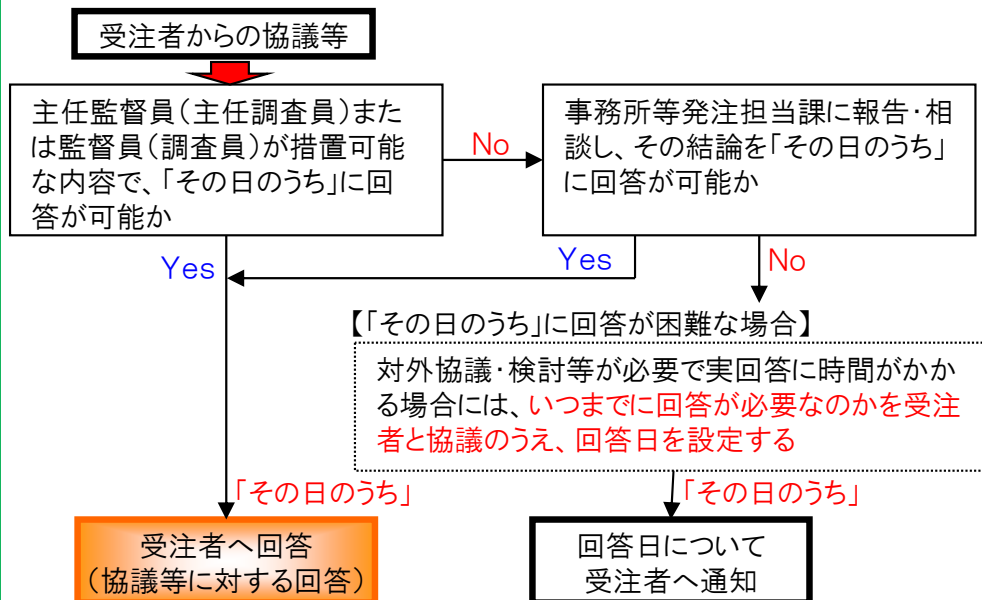 受注者からの協議等
主任監督員(主任調査員)また
は監督員(調査員)が措置可能
な内容で、「その日のうち」に回
答が可能か
No
事務所等発注担当課に報告・相
談し、その結論を「その日のうち」
に回答が可能か
Yes
Yes
No
【「その日のうち」に回答が困難な場合】
対外協議・検討等が必要で実回答に時間がかか
る場合には、いつまでに回答が必要なのかを受注
者と協議のうえ、回答日を設定する
「その日のうち」
「その日のうち」
受注者へ回答
(協議等に対する回答)
回答日について
受注者へ通知